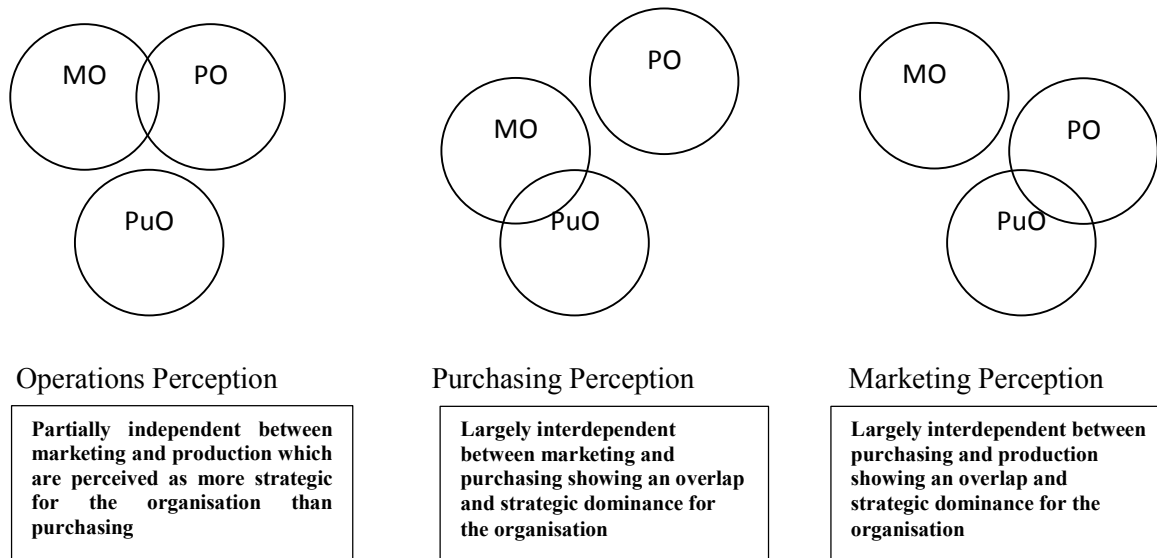 MO
PO
PuO
PO
MO
PuO
MO
PO
PuO
Operations Perception
Purchasing Perception
Marketing Perception
Partially independent between
marketing and production which
are perceived as more strategic
for the organisation than
purchasing
Largely interdependent
between marketing and
purchasing showing an overlap
and strategic dominance for
the organisation
Largely interdependent between
purchasing and production
showing an overlap and
strategic dominance for the
organisation